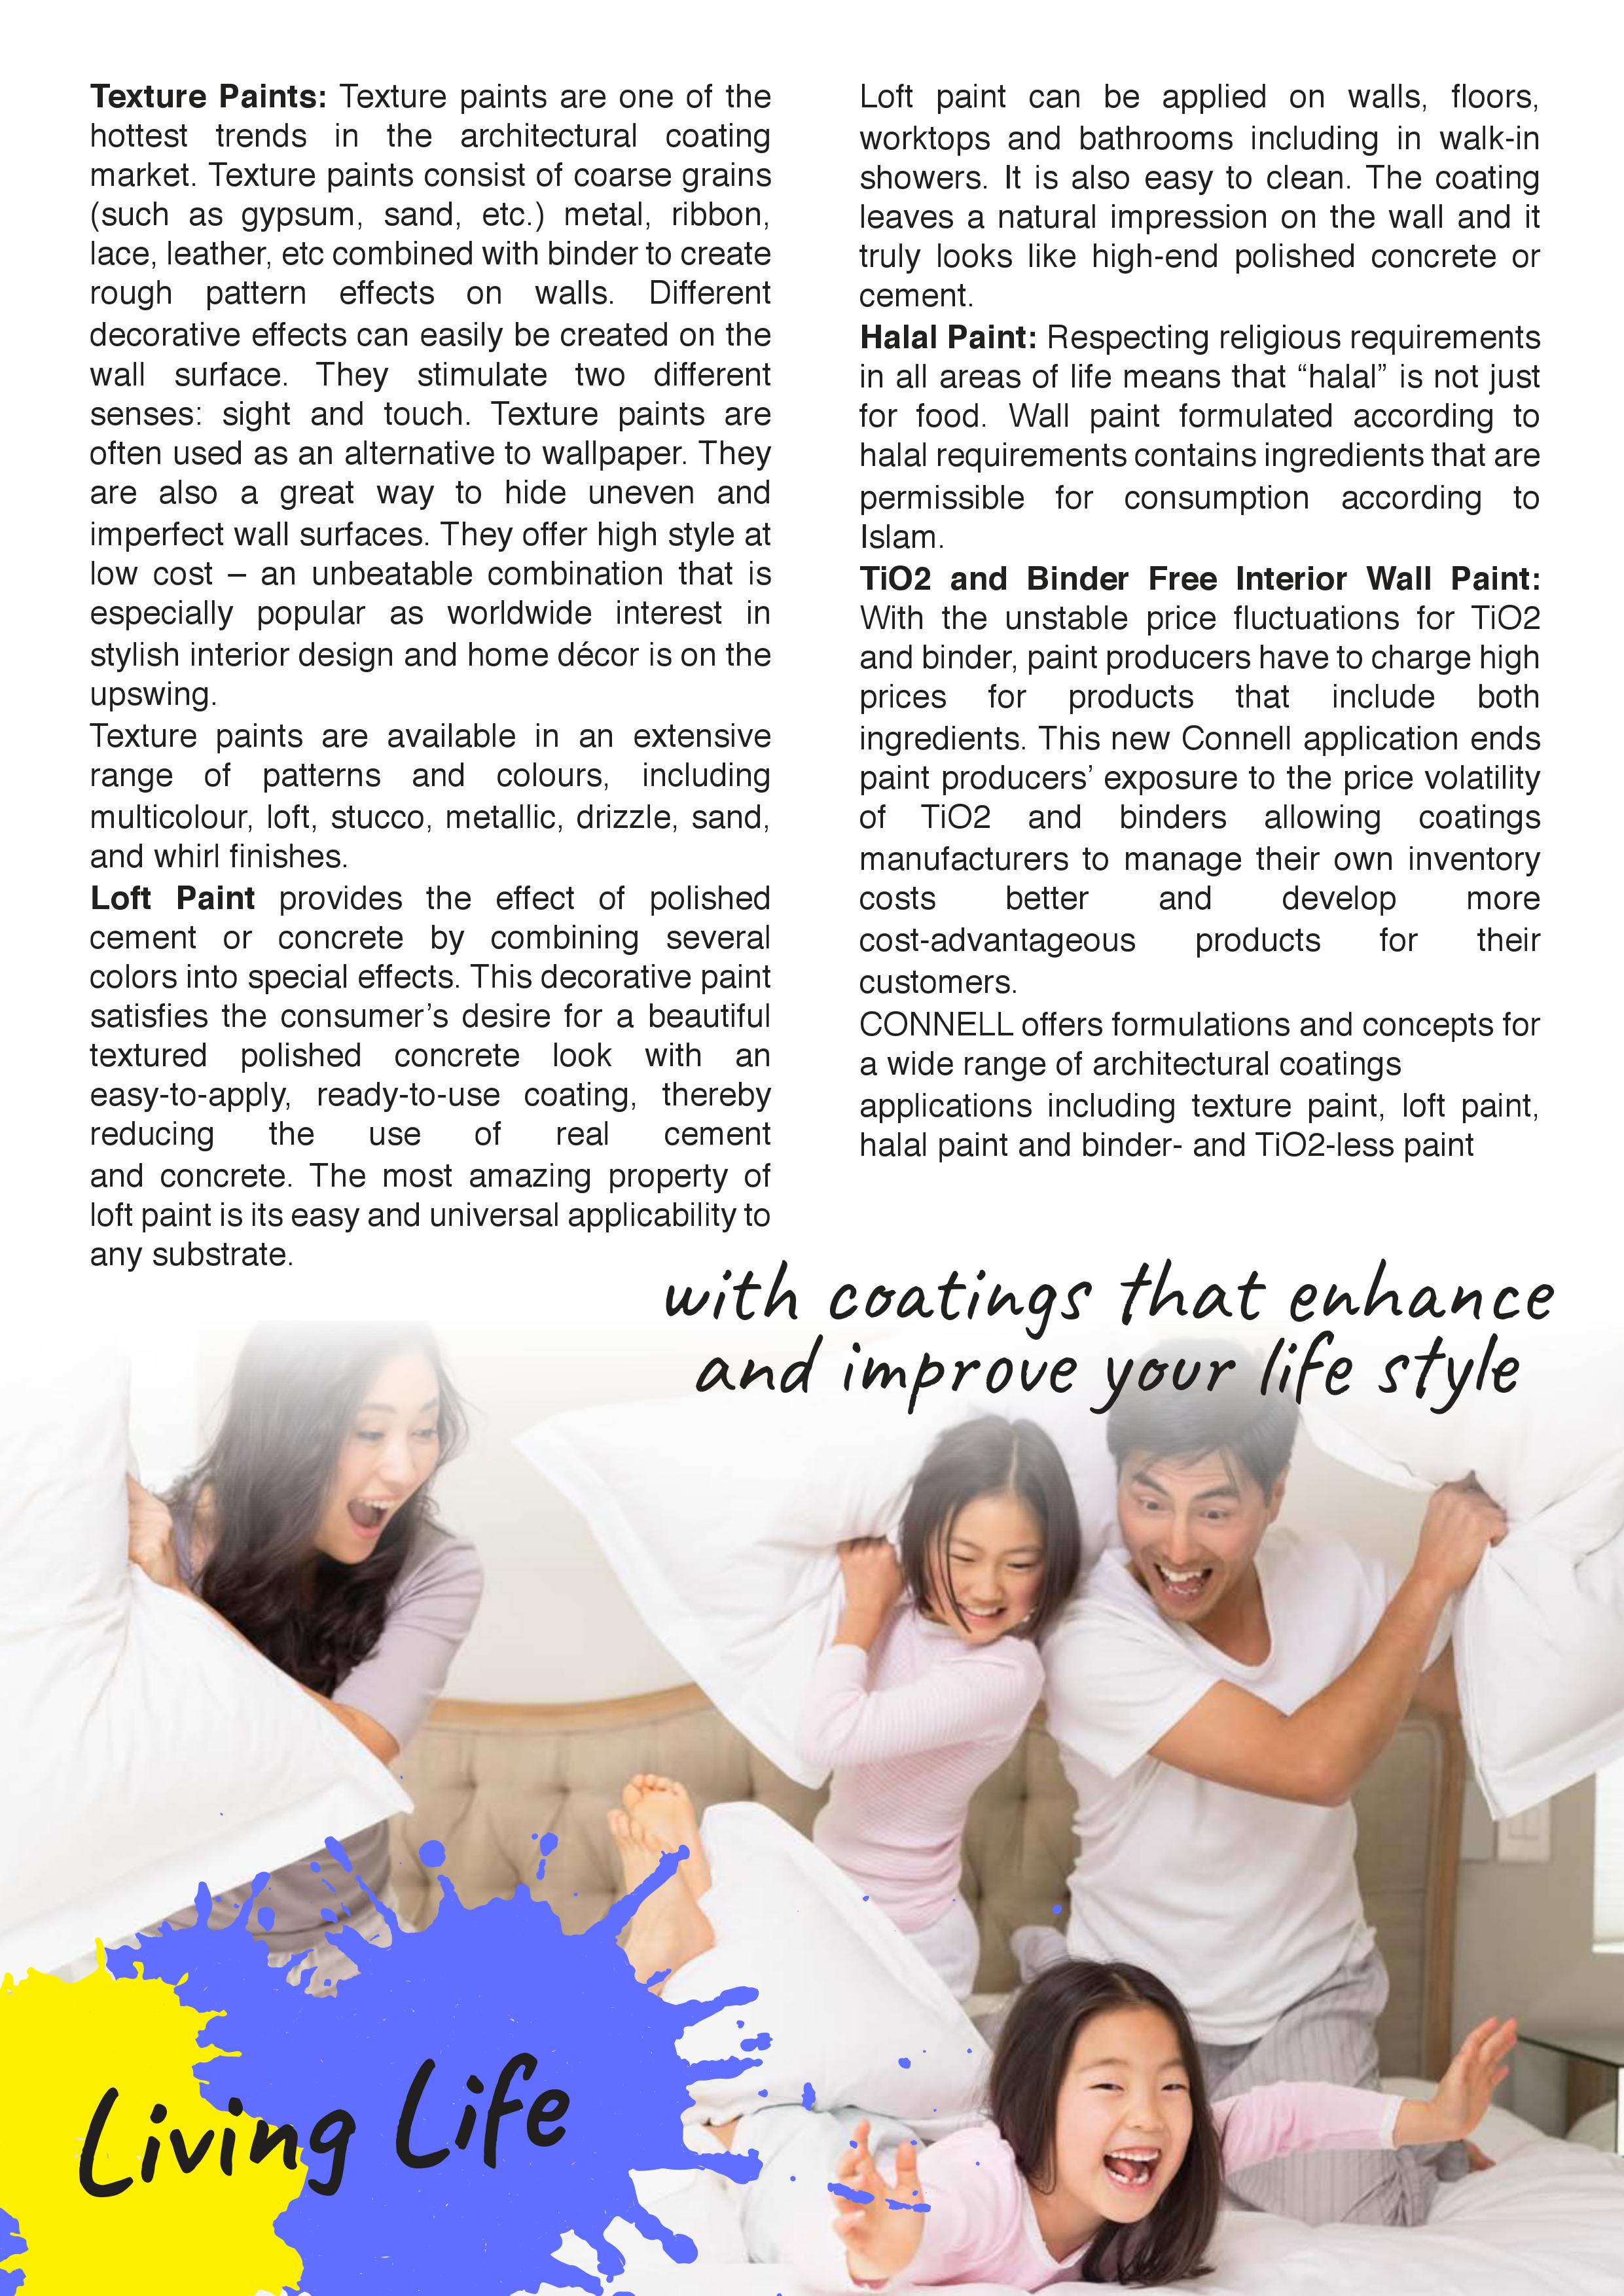 Texture Paints: Texture paints are one of the
hottest trends in the architectural coating
market. Texture paints consist of coarse grains
(such as gypsum, sand, etc.) metal, ribbon,
lace, leather, etc combined with binder to create
rough pattern effects on walls. Different
decorative effects can easily be created on the
wall surface. They stimulate two different
senses: sight and touch. Texture paints are
often used as an alternative to wallpaper. They
are also a great way to hide uneven and
imperfect wall surfaces. They offer high style at
low cost – an unbeatable combination that is
especially popular as worldwide interest in
stylish interior design and home décor is on the
upswing.
Texture paints are available in an extensive
range of patterns and colours, including
multicolour, loft, stucco, metallic, drizzle, sand,
and whirl finishes.
Loft Paint provides the effect of polished
cement or concrete by combining several
colors into special effects. This decorative paint
satisfies the consumer’s desire for a beautiful
textured polished concrete look with an
easy-to-apply, ready-to-use coating, thereby
reducing the use of real cement
and concrete. The most amazing property of
loft paint is its easy and universal applicability to
any substrate.
Loft paint can be applied on walls, floors,
worktops and bathrooms including in walk-in
showers. It is also easy to clean. The coating
leaves a natural impression on the wall and it
truly looks like high-end polished concrete or
cement.
Halal Paint: Respecting religious requirements
in all areas of life means that “halal” is not just
for food. Wall paint formulated according to
halal requirements contains ingredients that are
permissible for consumption according to
Islam.
TiO2 and Binder Free Interior Wall Paint:
With the unstable price fluctuations for TiO2
and binder, paint producers have to charge high
prices for products that include both
ingredients. This new Connell application ends
paint producers’ exposure to the price volatility
of TiO2 and binders allowing coatings
manufacturers to manage their own inventory
costs better and develop more
cost-advantageous products for their
customers.
CONNELL offers formulations and concepts for
a wide range of architectural coatings
applications including texture paint, loft paint,
halal paint and binder- and TiO2-less paint
with coatings that enhance
and improve your life style
Living Life